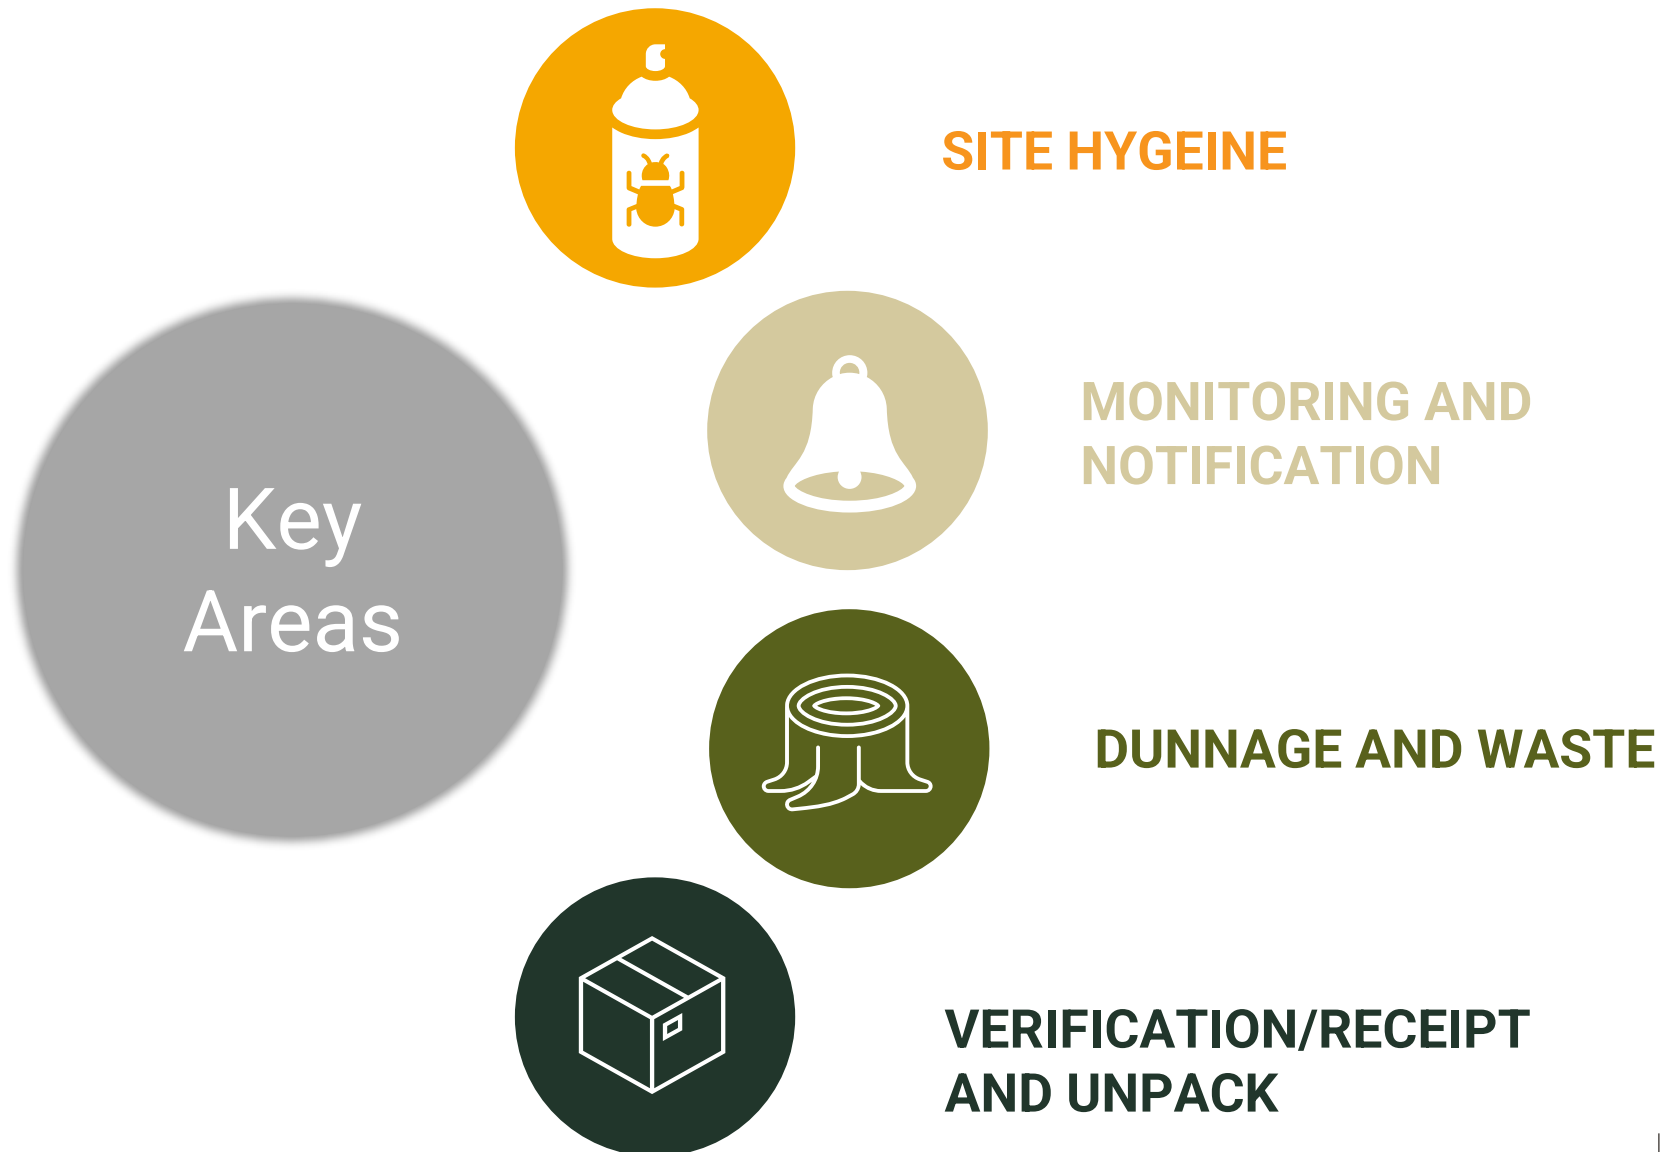 SITE HYGEINE
MONITORING AND
NOTIFICATION
Key
Areas
DUNNAGE AND WASTE
VERIFICATION/RECEIPT
AND UNPACK